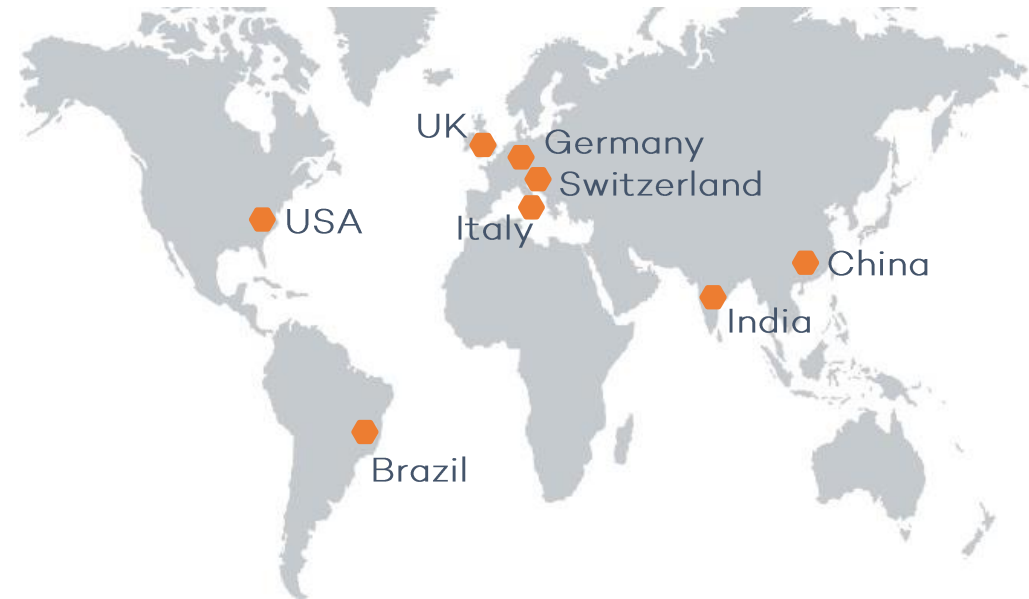 UK
Germany
Switzerland
USA
Italy
China
India
Brazil